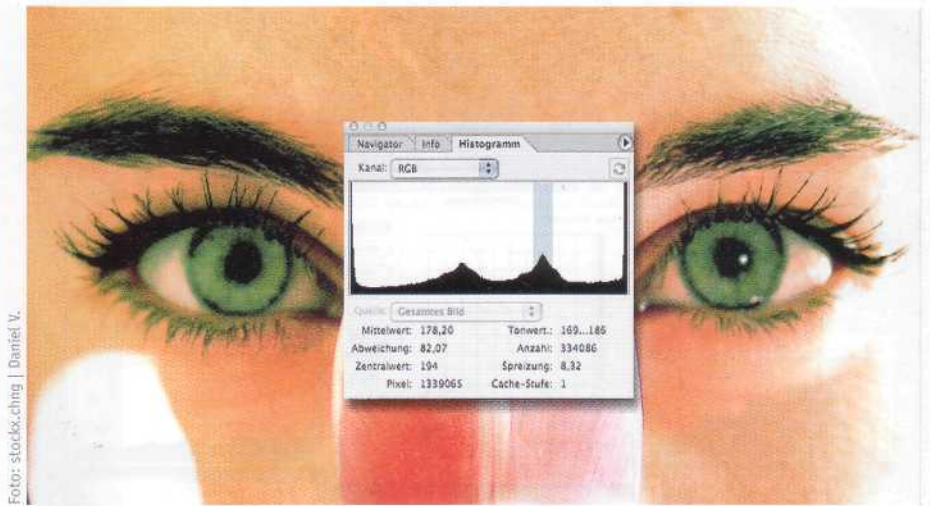 Navigator Info Histogramm
Kanal: RGB
Quelle: Gesamtes Bild
Mittelwert: 178,20 Tonwert.: 169...186
Abweichung: 82,07 Anzahl: 334086
Zentralwert: 194 Spreizung: 8,32
Pixel: 1339065 Cache-Stufe: 1
Foto: stockx.chng | Daniel V.